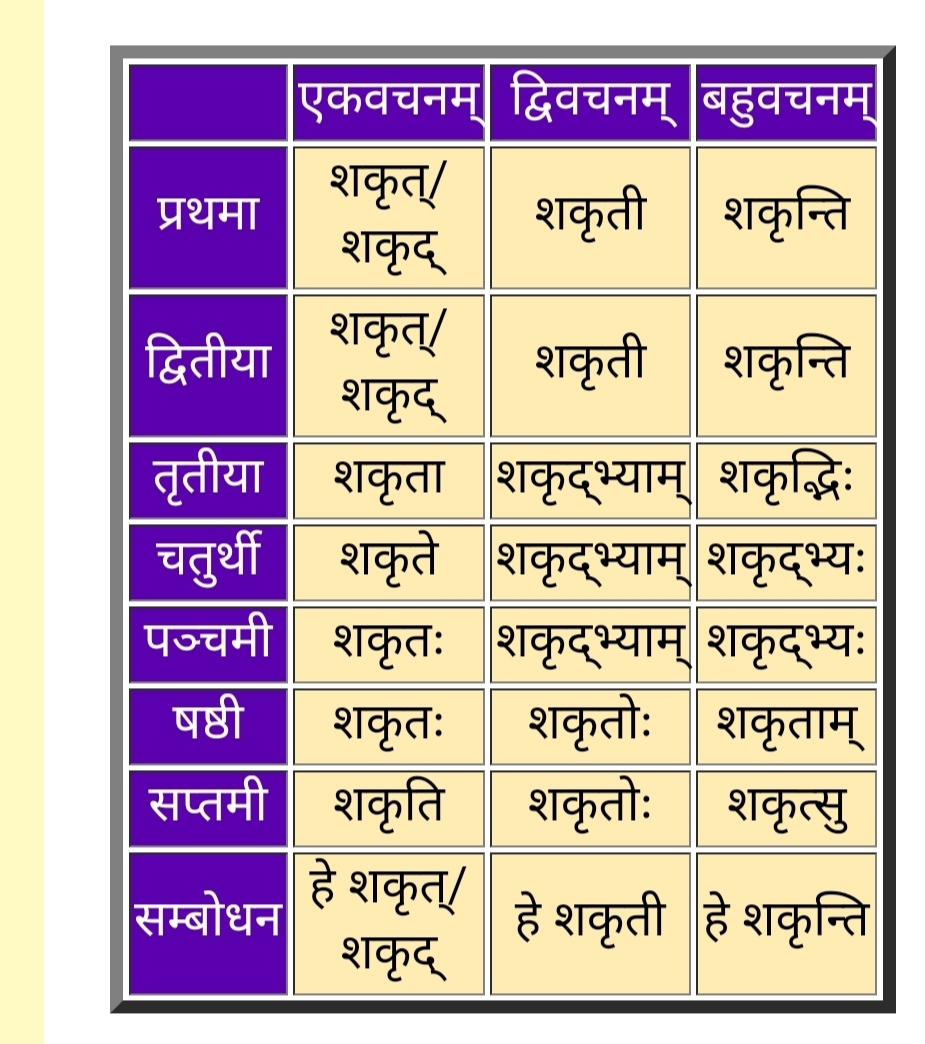 एकवचनम् द्विवचनम् बहुवचनम्
प्रथमा शकृत्/ शकृद् शकृती शकृन्ति
द्वितीया शकृत्/ शकृद् शकृती शकृन्ति
तृतीया शकृता शकृद्भ्याम् शकृद्भिः
चतुर्थी शकृते शकृद्भ्याम् शकृद्भ्यः
पञ्चमी शकृतः शकृद्भ्याम् शकृद्भ्यः
षष्ठी शकृतः शकृतोः शकृताम्
सप्तमी शकृति शकृतोः शकृत्सु
सम्बोधन हे शकृत्/ शकृद् हे शकृती हे शकृन्ति